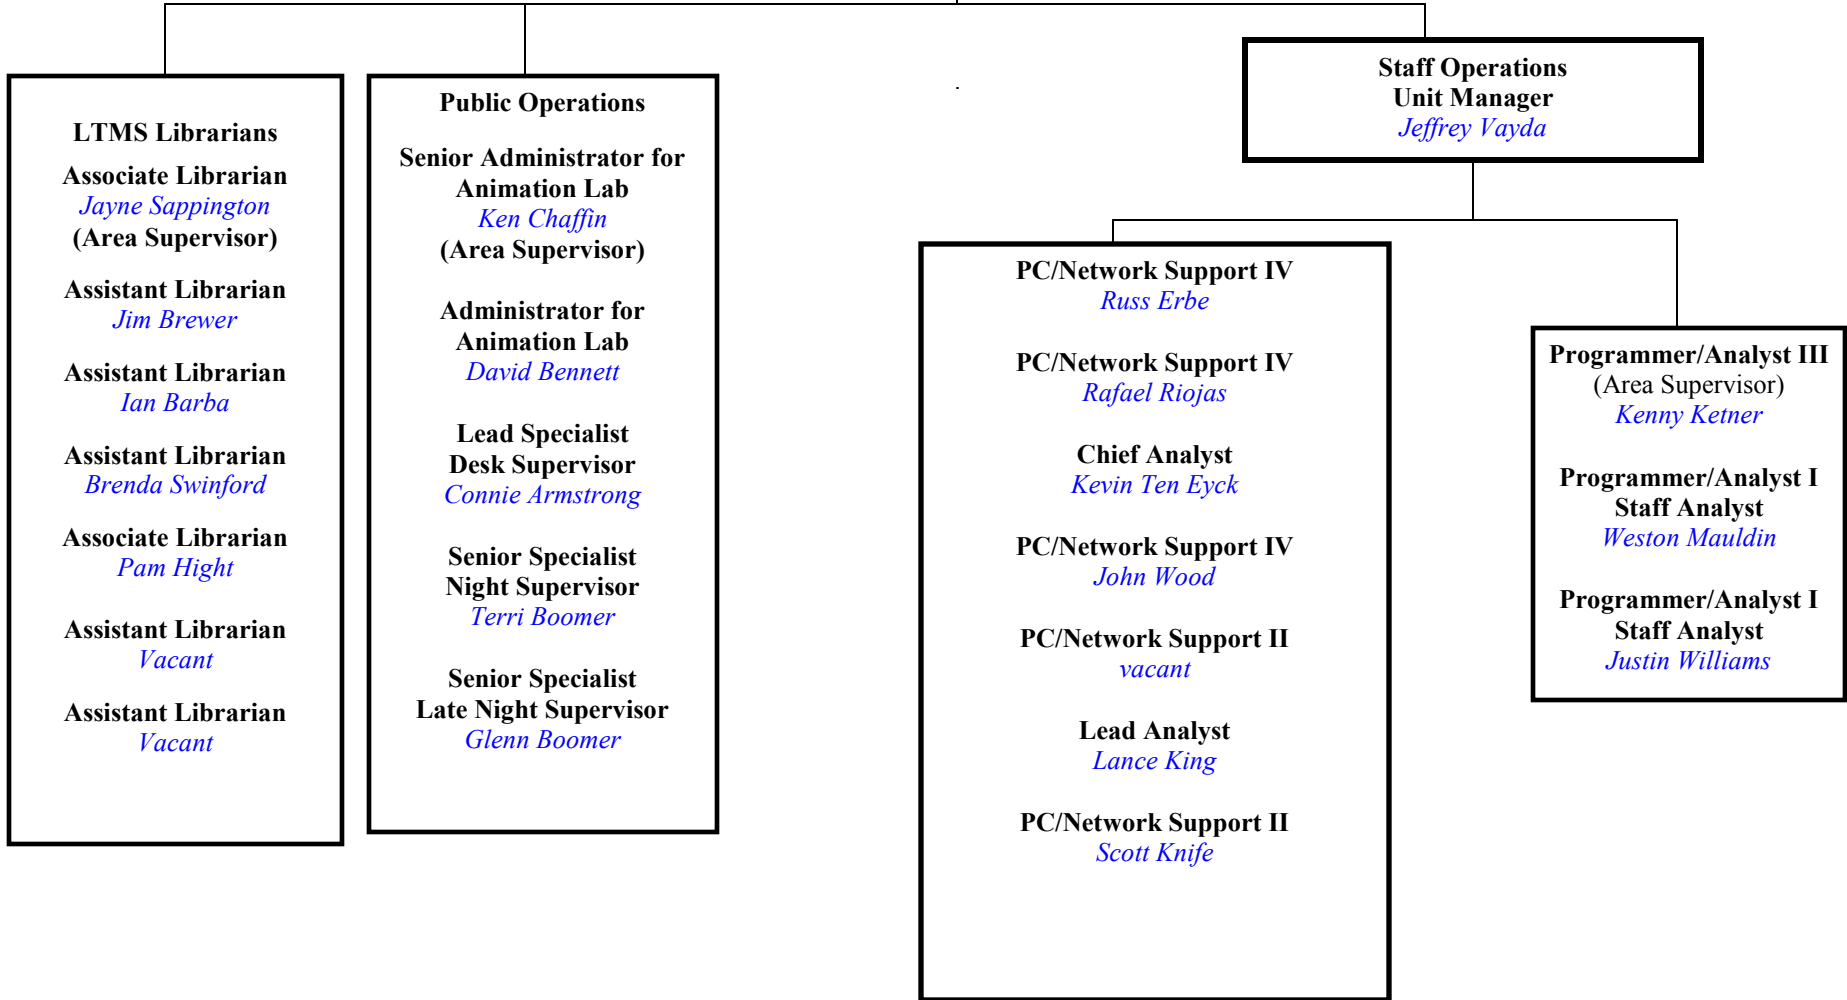 LTMS Librarians
Associate Librarian
Jayne Sappington
(Area Supervisor)
Assistant Librarian
Jim Brewer
Assistant Librarian
Ian Barba
Assistant Librarian
Brenda Swinford
Associate Librarian
Pam Hight
Assistant Librarian
Vacant
Assistant Librarian
Vacant
Public Operations
Senior Administrator for
Animation Lab
Ken Chaffin
(Area Supervisor)
Administrator for
Animation Lab
David Bennett
Lead Specialist
Desk Supervisor
Connie Armstrong
Senior Specialist
Night Supervisor
Terri Boomer
Senior Specialist
Late Night Supervisor
Glenn Boomer
Staff Operations
Unit Manager
Jeffrey Vayda
PC/Network Support IV
Russ Erbe
PC/Network Support IV
Rafael Riojas
Chief Analyst
Kevin Ten Eyck
PC/Network Support IV
John Wood
PC/Network Support II
vacant
Lead Analyst
Lance King
PC/Network Support II
Scott Knife
Programmer/Analyst III
(Area Supervisor)
Kenny Ketner
Programmer/Analyst I
Staff Analyst
Weston Mauldin
Programmer/Analyst I
Staff Analyst
Justin Williams